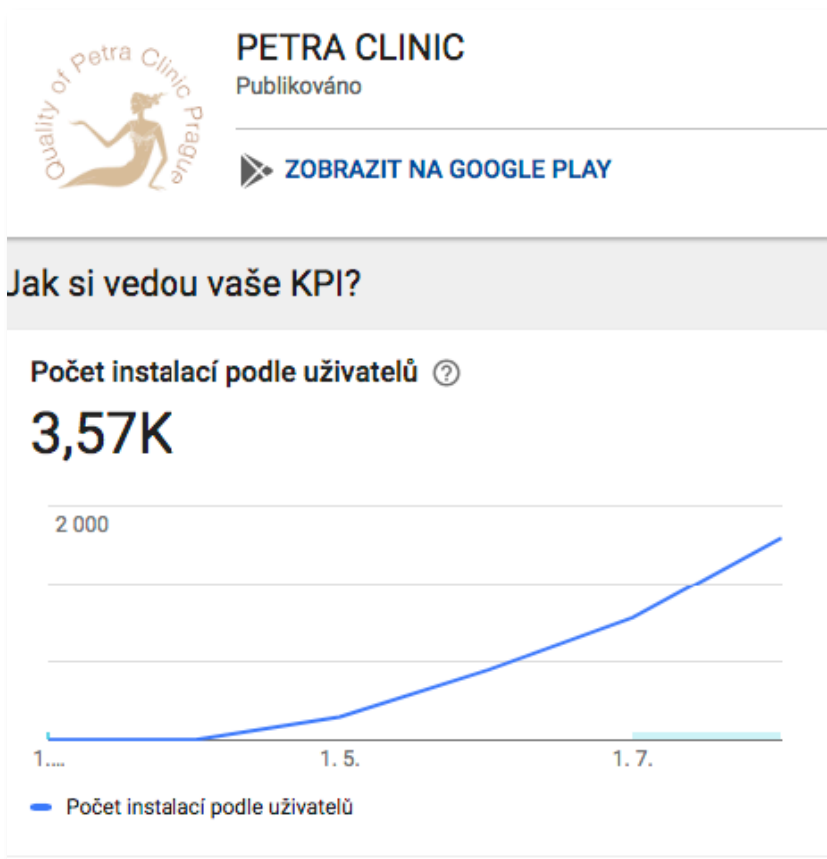 Quality of Petra Clinic Prague
PETRA CLINIC
Publikováno
ZOBRAZIT NA GOOGLE PLAY
Jak si vedou vaše KPI?
Počet instalací podle uživatelů ?
3,57K
2 000
1.... 1. 5. 1. 7.
Počet instalací podle uživatelů